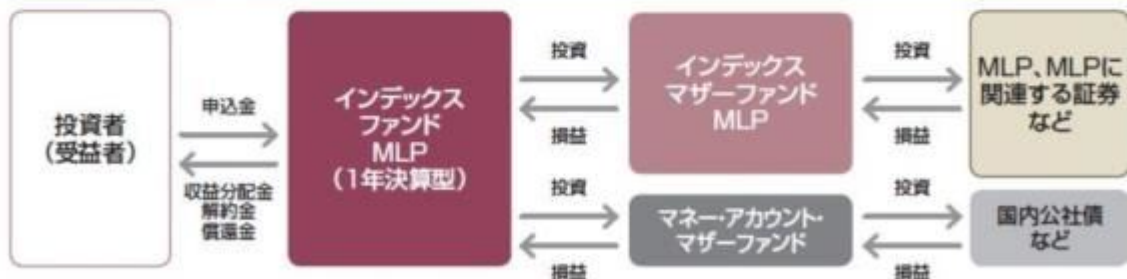 投資者
（受益者）
申込金
収益分配金
解約金
償還金
インデックス
ファンド
MLP
（1年決算型）
投資
損益
インデックス
マザーファンド
MLP
投資
損益
MLP、MLPに
関連する証券
など
投資
損益
マネー・アカウント・
マザーファンド
投資
損益
国内公社債
など